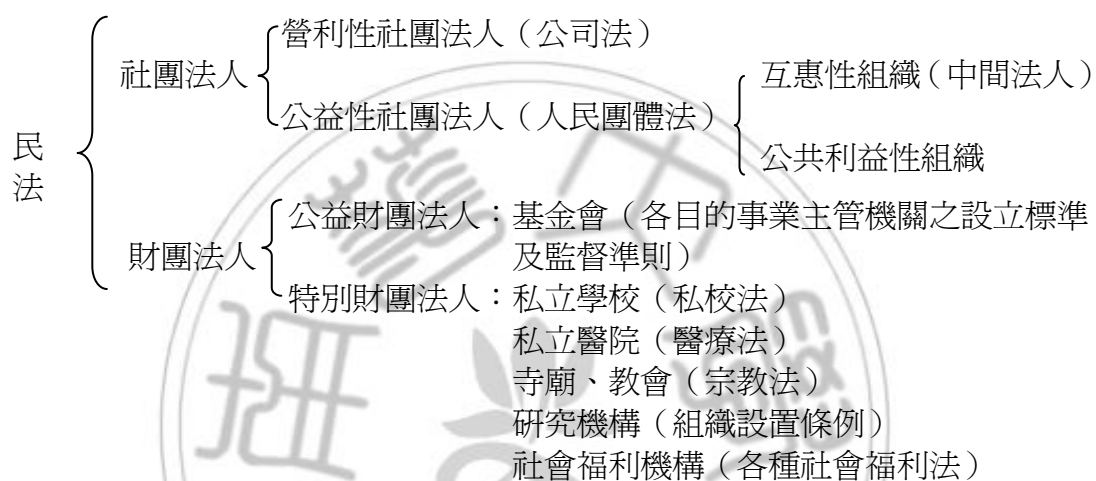 民法
社團法人
營利性社團法人（公司法）
公益性社團法人（人民團體法）
互惠性組織（中間法人）
公共利益性組織
財團法人
公益財團法人：基金會（各目的事業主管機關之設立標準
及監督準則）
特別財團法人：私立學校（私校法）
私立醫院（醫療法）
寺廟、教會（宗教法）
研究機構（組織設置條例）
社會福利機構（各種社會福利法）